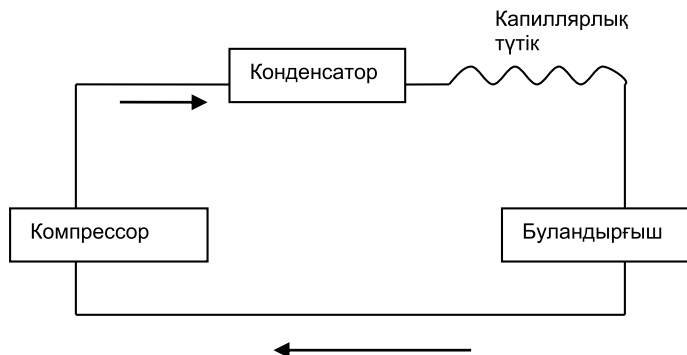 Капиллярлық
түтік
Конденсатор
Компрессор
Буландырғыш